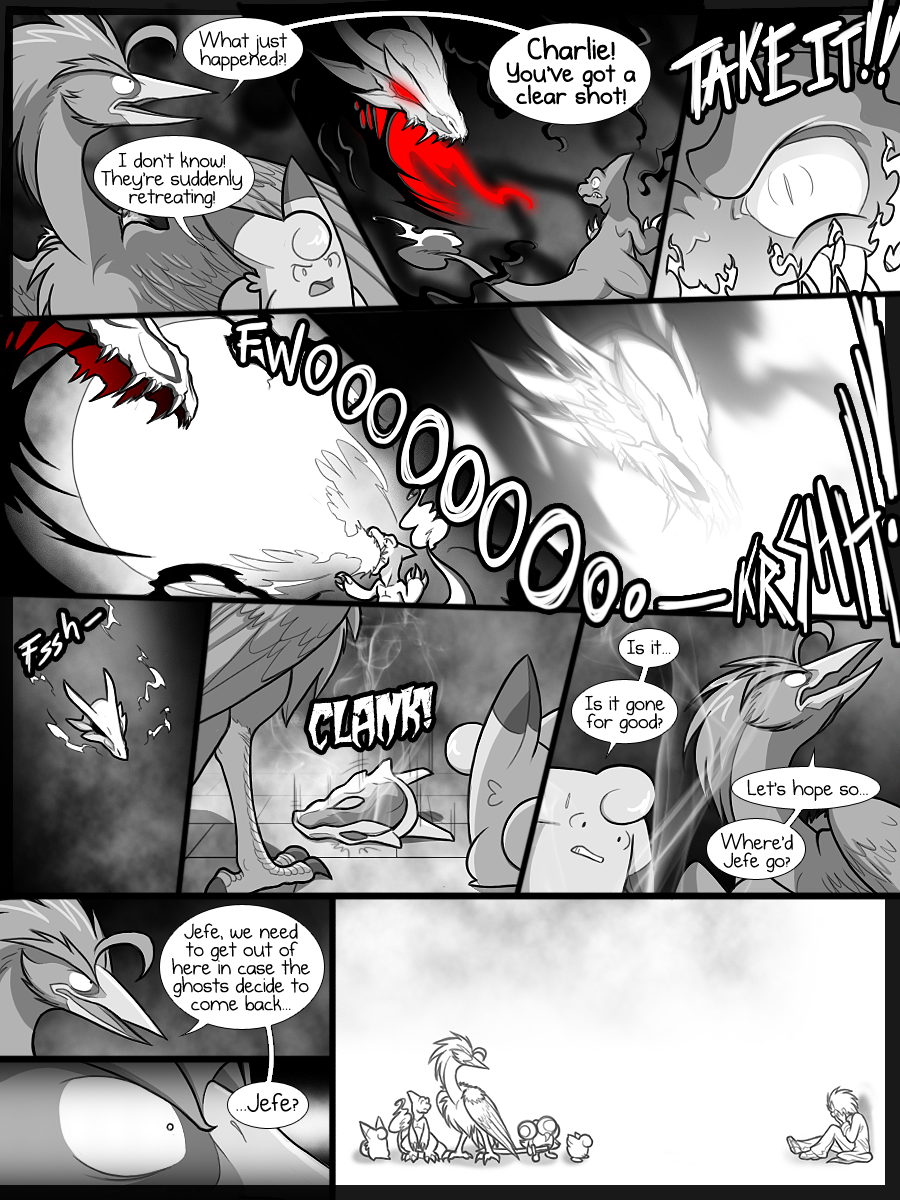 What just
happened?!
Charlie!
You've got a
clear shot!
TAKE IT!!
I don't know!
They're suddenly
retreating!
FWOOOOOOOOOO—KRSHHH!!
Fssh—
CLANK!
Is it...
Is it gone
for good?
Let's hope so...
Where'd
Jefe go?
Jefe, we need
to get out of
here in case the
ghosts decide to
come back...
...Jefe?